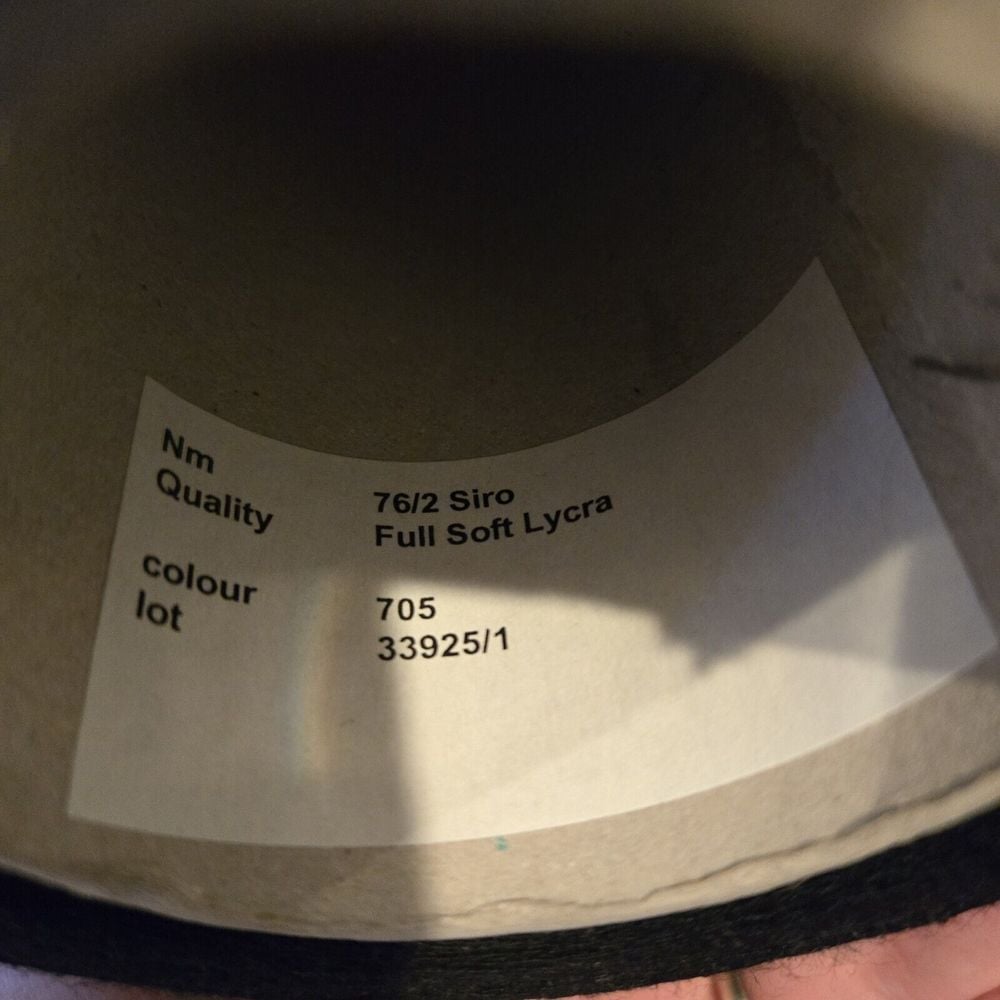 Nm 76/2 Siro
Quality Full Soft Lycra
colour 705
lot 33925/1